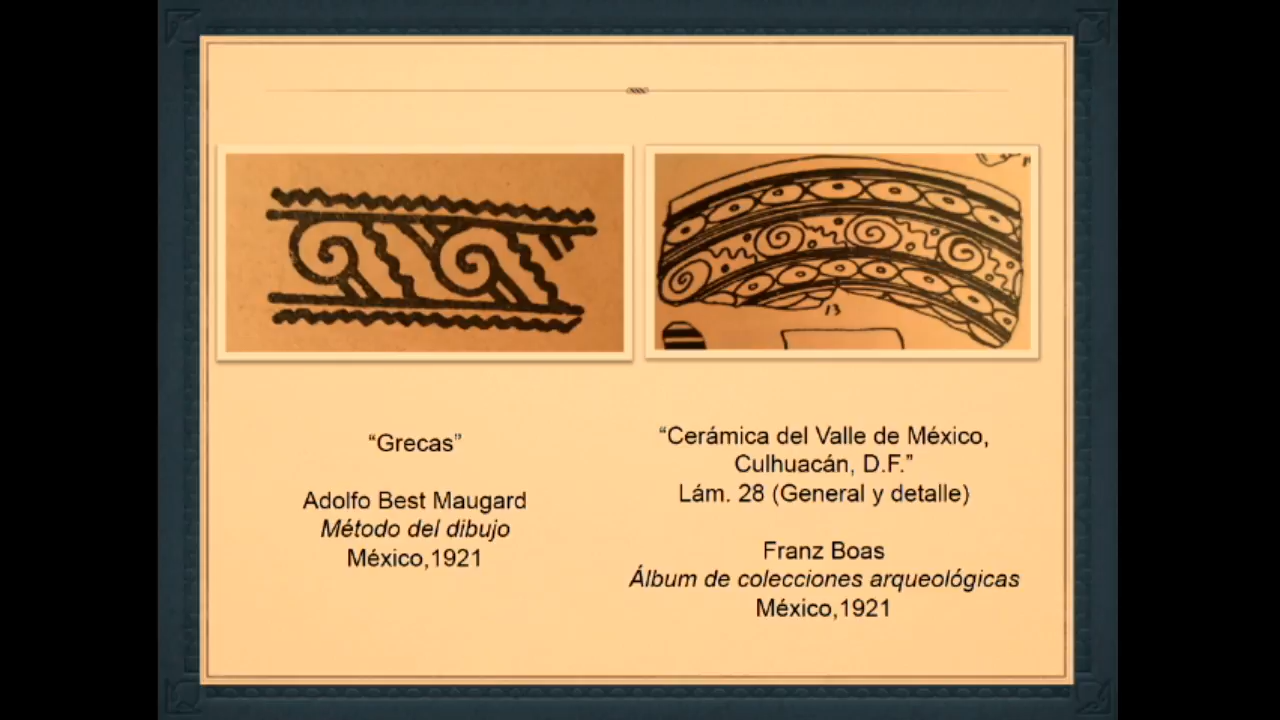 13
“Grecas”
Adolfo Best Maugard
Método del dibujo
México,1921
“Cerámica del Valle de México,
Culhuacán, D.F.”
Lám. 28 (General y detalle)
Franz Boas
Álbum de colecciones arqueológicas
México,1921